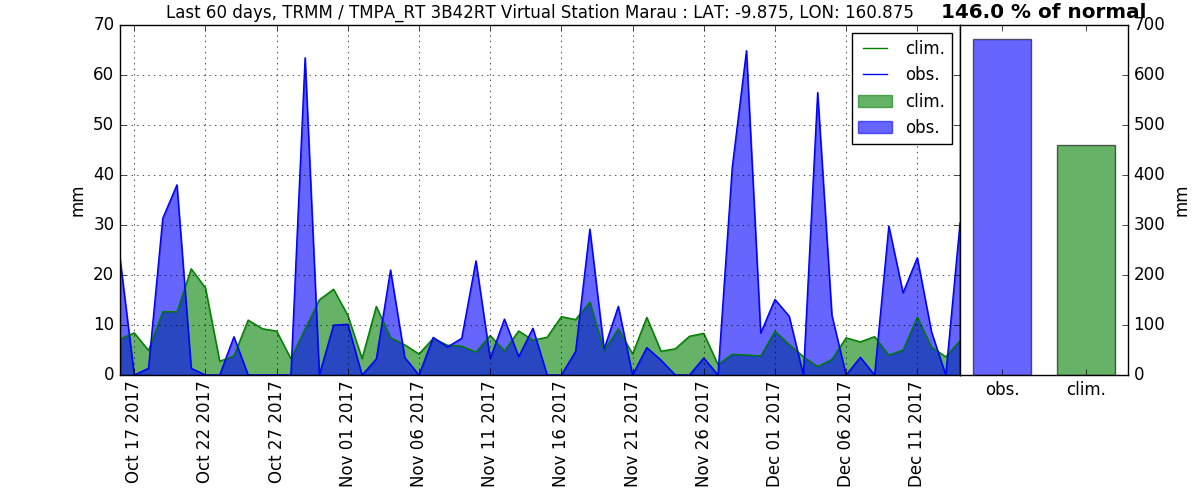 Last 60 days, TRMM / TMPA_RT 3B42RT Virtual Station Marau : LAT: -9.875, LON: 160.875
146.0 % of normal
70
60
50
40
30
20
10
0
mm
clim.
obs.
clim.
obs.
700
600
500
400
300
200
100
0
mm
obs.
clim.
Oct 17 2017
Oct 22 2017
Oct 27 2017
Nov 01 2017
Nov 06 2017
Nov 11 2017
Nov 16 2017
Nov 21 2017
Nov 26 2017
Dec 01 2017
Dec 06 2017
Dec 11 2017